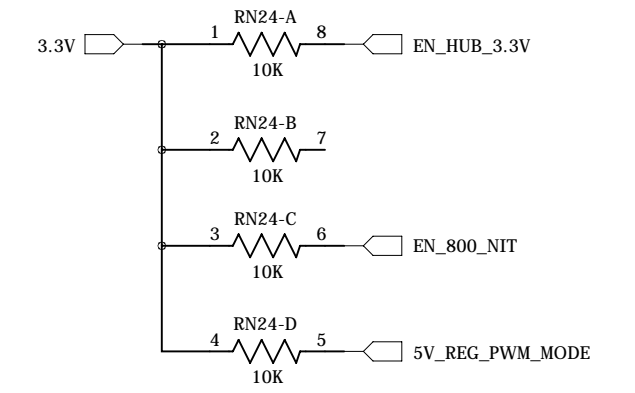 RN24-A
3.3V 1 8 EN_HUB_3.3V
10K
RN24-B
2 7
10K
RN24-C
3 6 EN_800_NIT
10K
RN24-D
4 5 5V_REG_PWM_MODE
10K